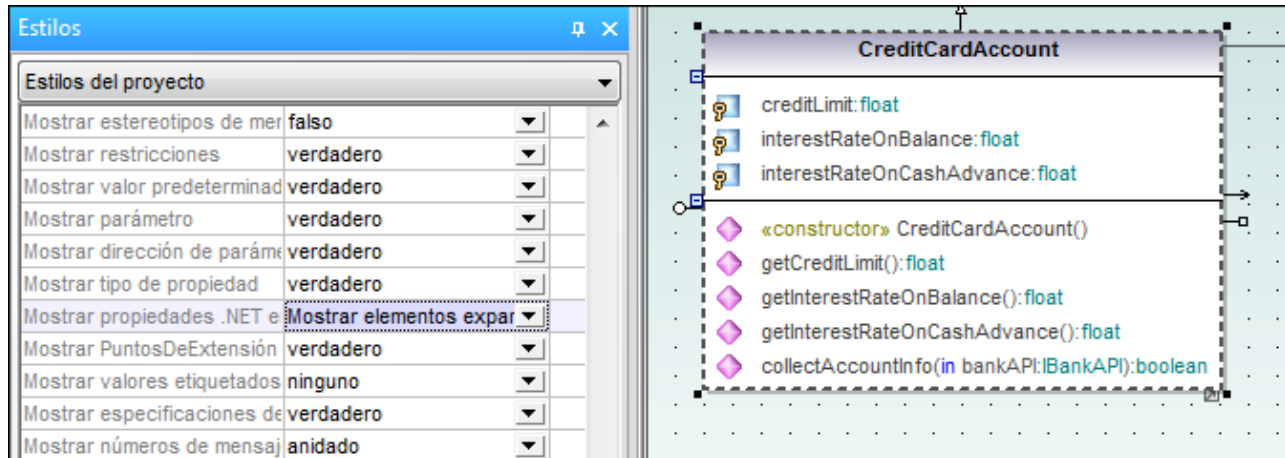 Estilos
Estilos del proyecto
Mostrar estereotipos de mer falso
Mostrar restricciones verdadero
Mostrar valor predeterminad verdadero
Mostrar parámetro verdadero
Mostrar dirección de paráme verdadero
Mostrar tipo de propiedad verdadero
Mostrar propiedades .NET e Mostrar elementos expar
Mostrar PuntosDeExtensión verdadero
Mostrar valores etiquetados ninguno
Mostrar especificaciones de verdadero
Mostrar números de mensaj anidado
CreditCardAccount
creditLimit:float
interestRateOnBalance:float
interestRateOnCashAdvance:float
«constructor» CreditCardAccount()
getCreditLimit():float
getInterestRateOnBalance():float
getInterestRateOnCashAdvance():float
collectAccountInfo(in bankAPI:IBankAPI):boolean